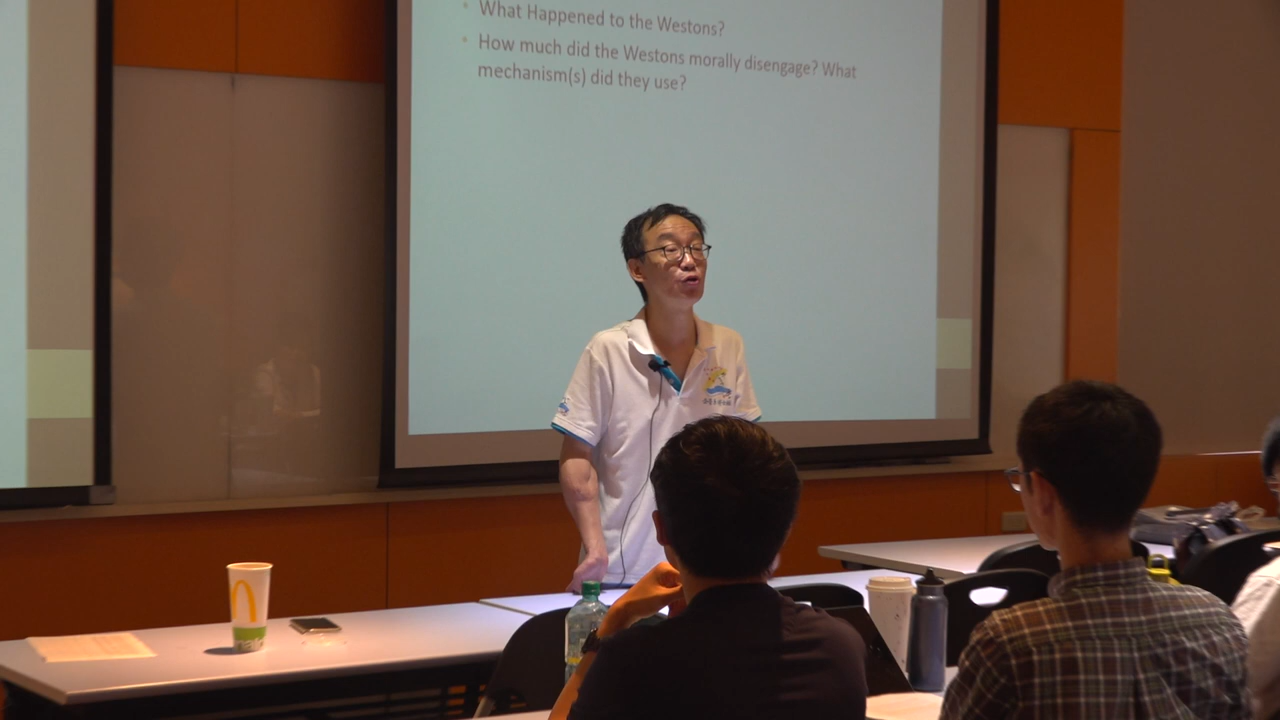 What Happened to the Westons?
How much did the Westons morally disengage? What
mechanism(s) did they use?